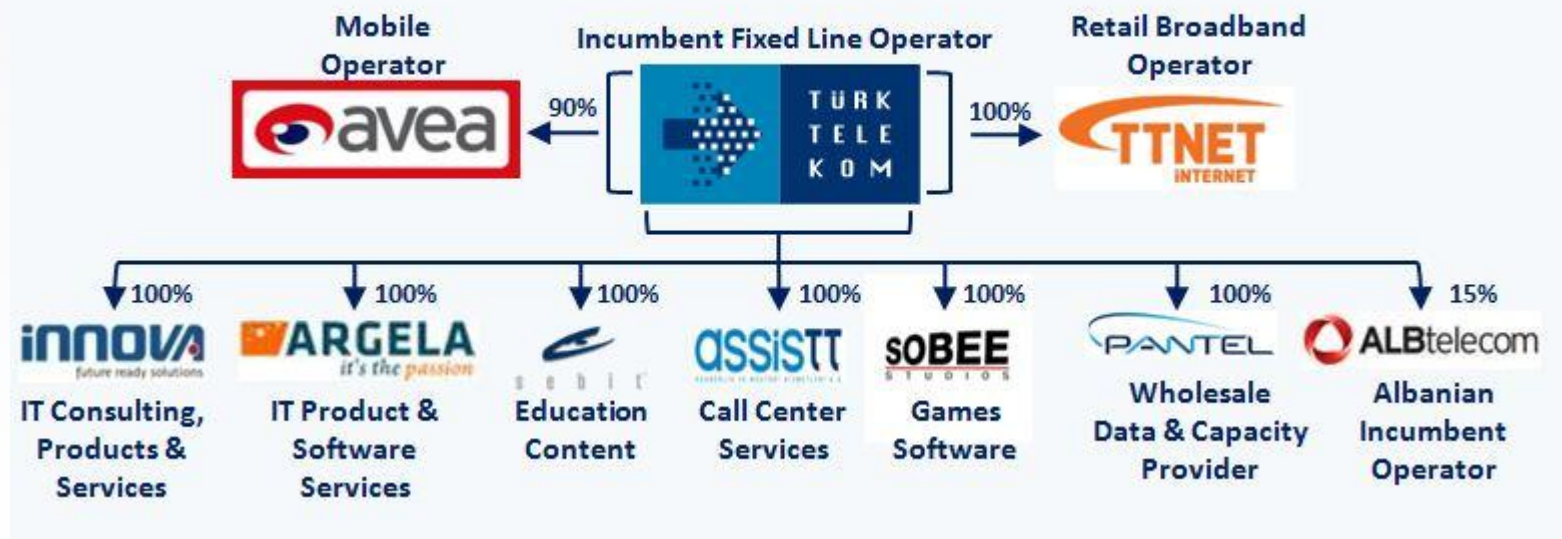 Mobile
Operator
Incumbent Fixed Line Operator
Retail Broadband
Operator
avea
90%
TÜRK
TELE
KOM
100%
TTNET
iNTERNET
100%
100%
100%
100%
100%
100%
15%
innovA
future ready solutions
ARGELA
it's the passion
sebit
assisTT
SOBEE
STUDIOS
PANTEL
ALBtelecom
IT Consulting,
Products &
Services
IT Product &
Software
Services
Education
Content
Call Center
Services
Games
Software
Wholesale
Data & Capacity
Provider
Albanian
Incumbent
Operator